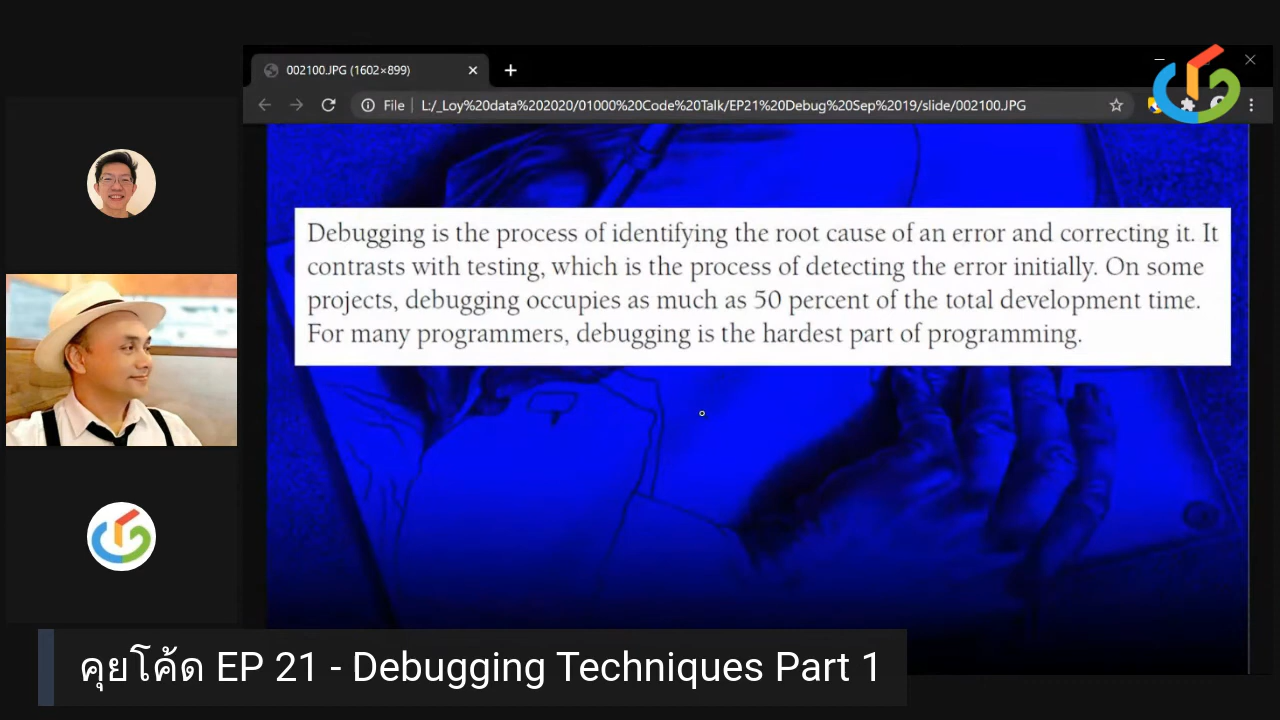 002100.JPG (1602×899)
File
L:/_Loy%20data%202020/01000%20Code%20Talk/EP21%20Debug%20Sep%2019/slide/002100.JPG
Debugging is the process of identifying the root cause of an error and correcting it. It
contrasts with testing, which is the process of detecting the error initially. On some
projects, debugging occupies as much as 50 percent of the total development time.
For many programmers, debugging is the hardest part of programming.
คุยโค้ด EP 21 - Debugging Techniques Part 1